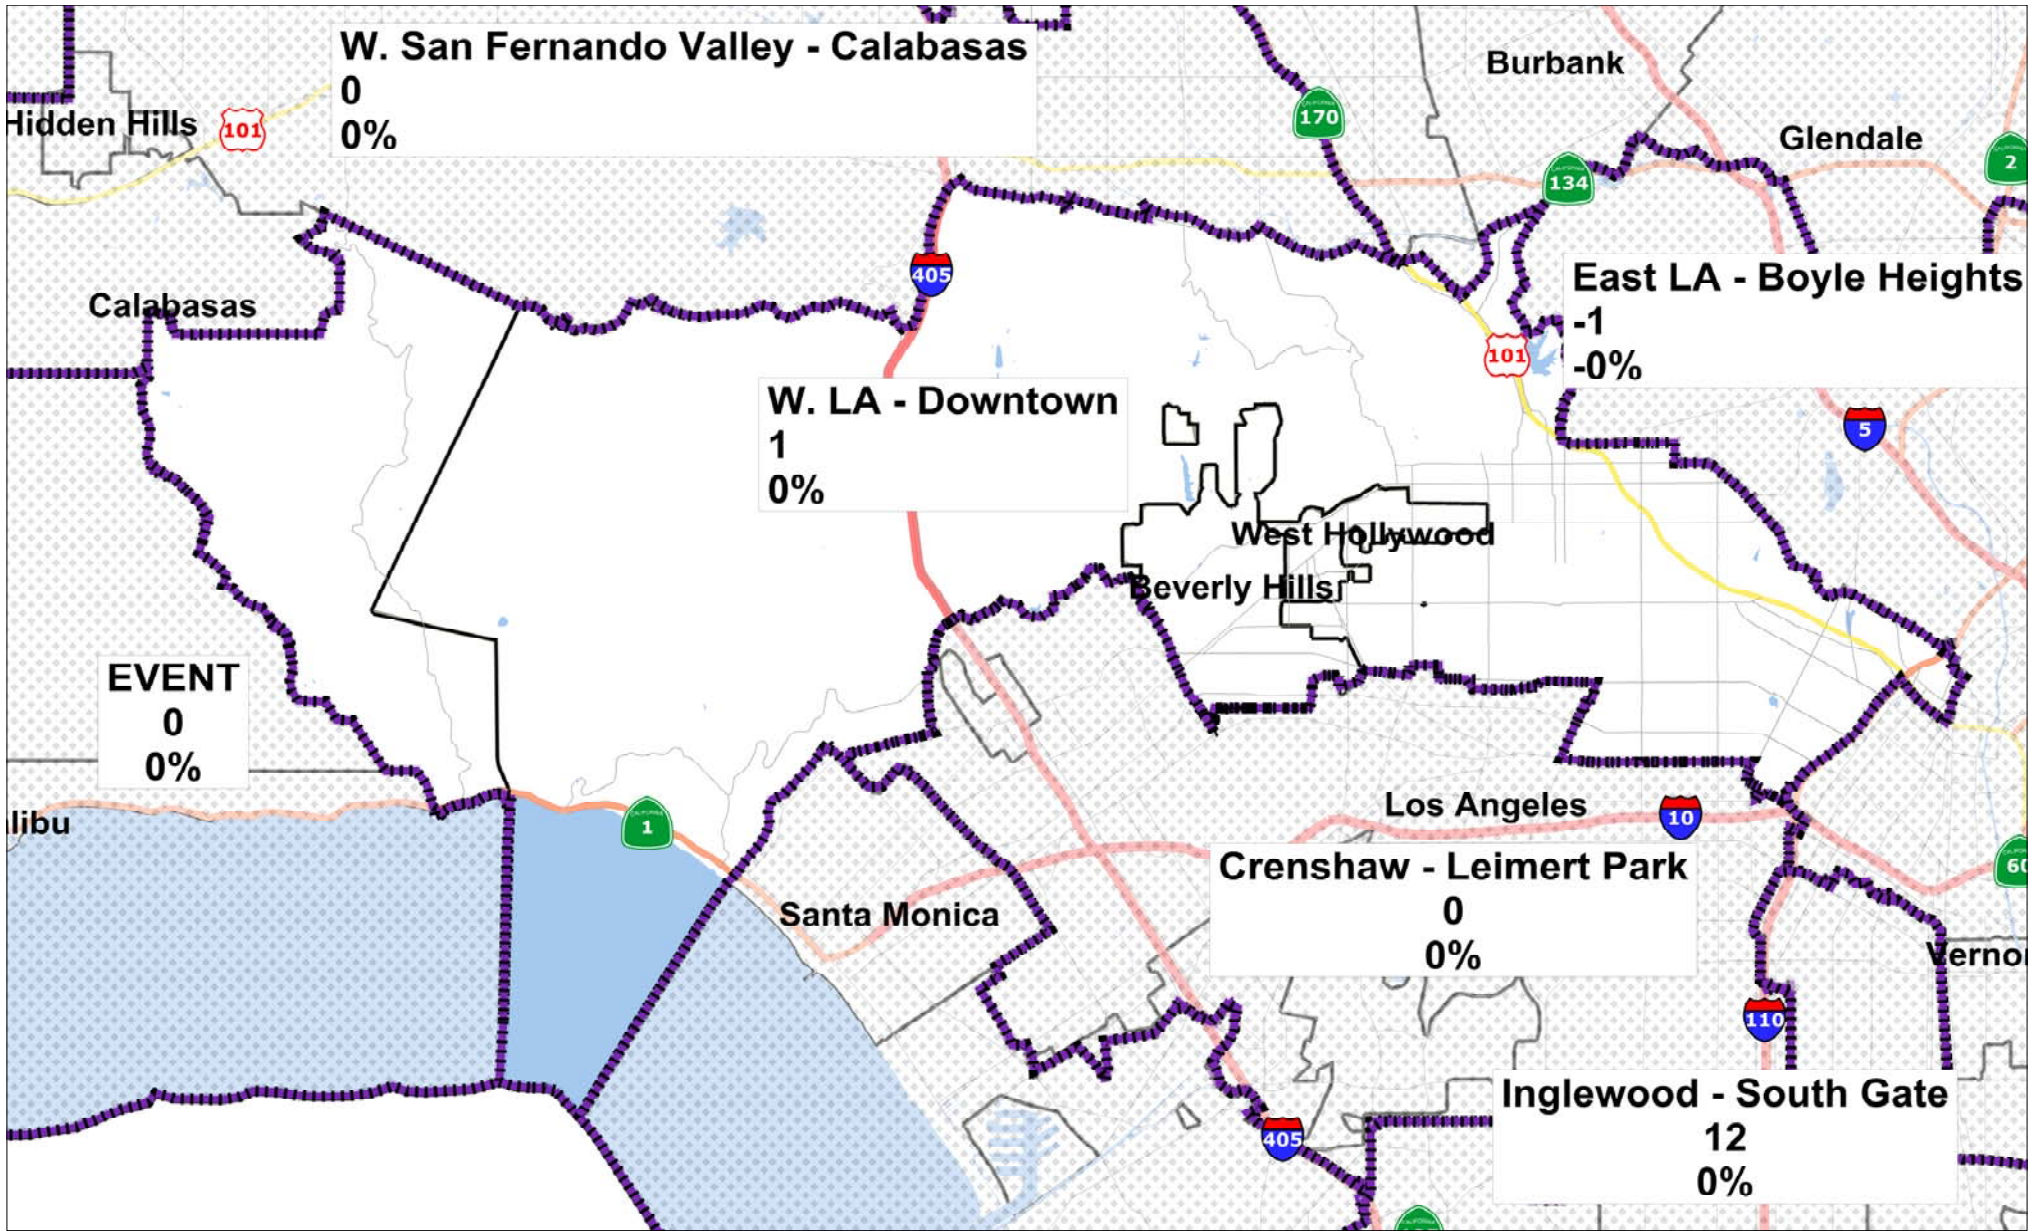 W. San Fernando Valley - Calabasas
0
0%
Burbank
170
Hidden Hills
101
Glendale
2
134
405
East LA - Boyle Heights
-1
-0%
Calabasas
101
W. LA - Downtown
1
0%
5
West Hollywood
Beverly Hills
EVENT
0
0%
libu
1
Los Angeles
10
Crenshaw - Leimert Park
0
0%
60
Santa Monica
Vernon
110
Inglewood - South Gate
12
0%
405